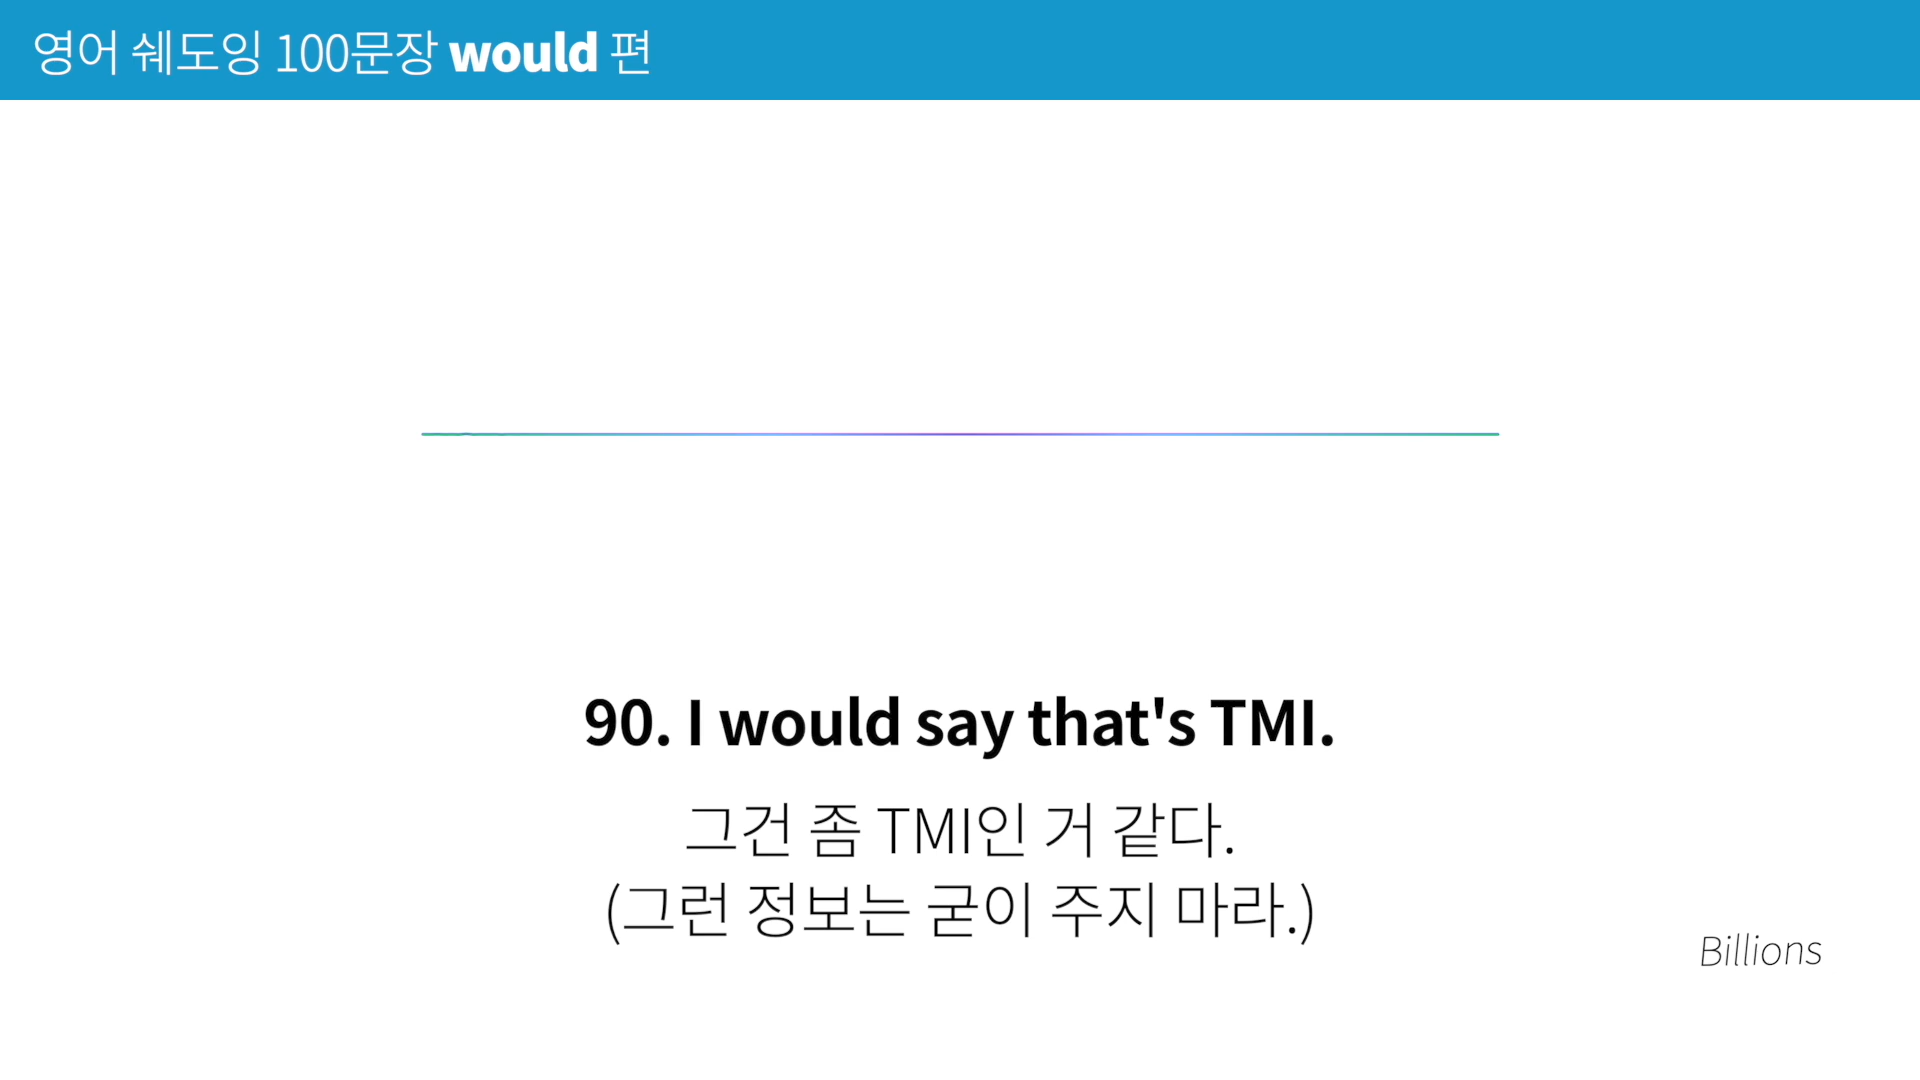 영어 쉐도잉 100문장 would 편
90. I would say that's TMI.
그건 좀 TMI인 거 같다.
(그런 정보는 굳이 주지 마라.)
Billions